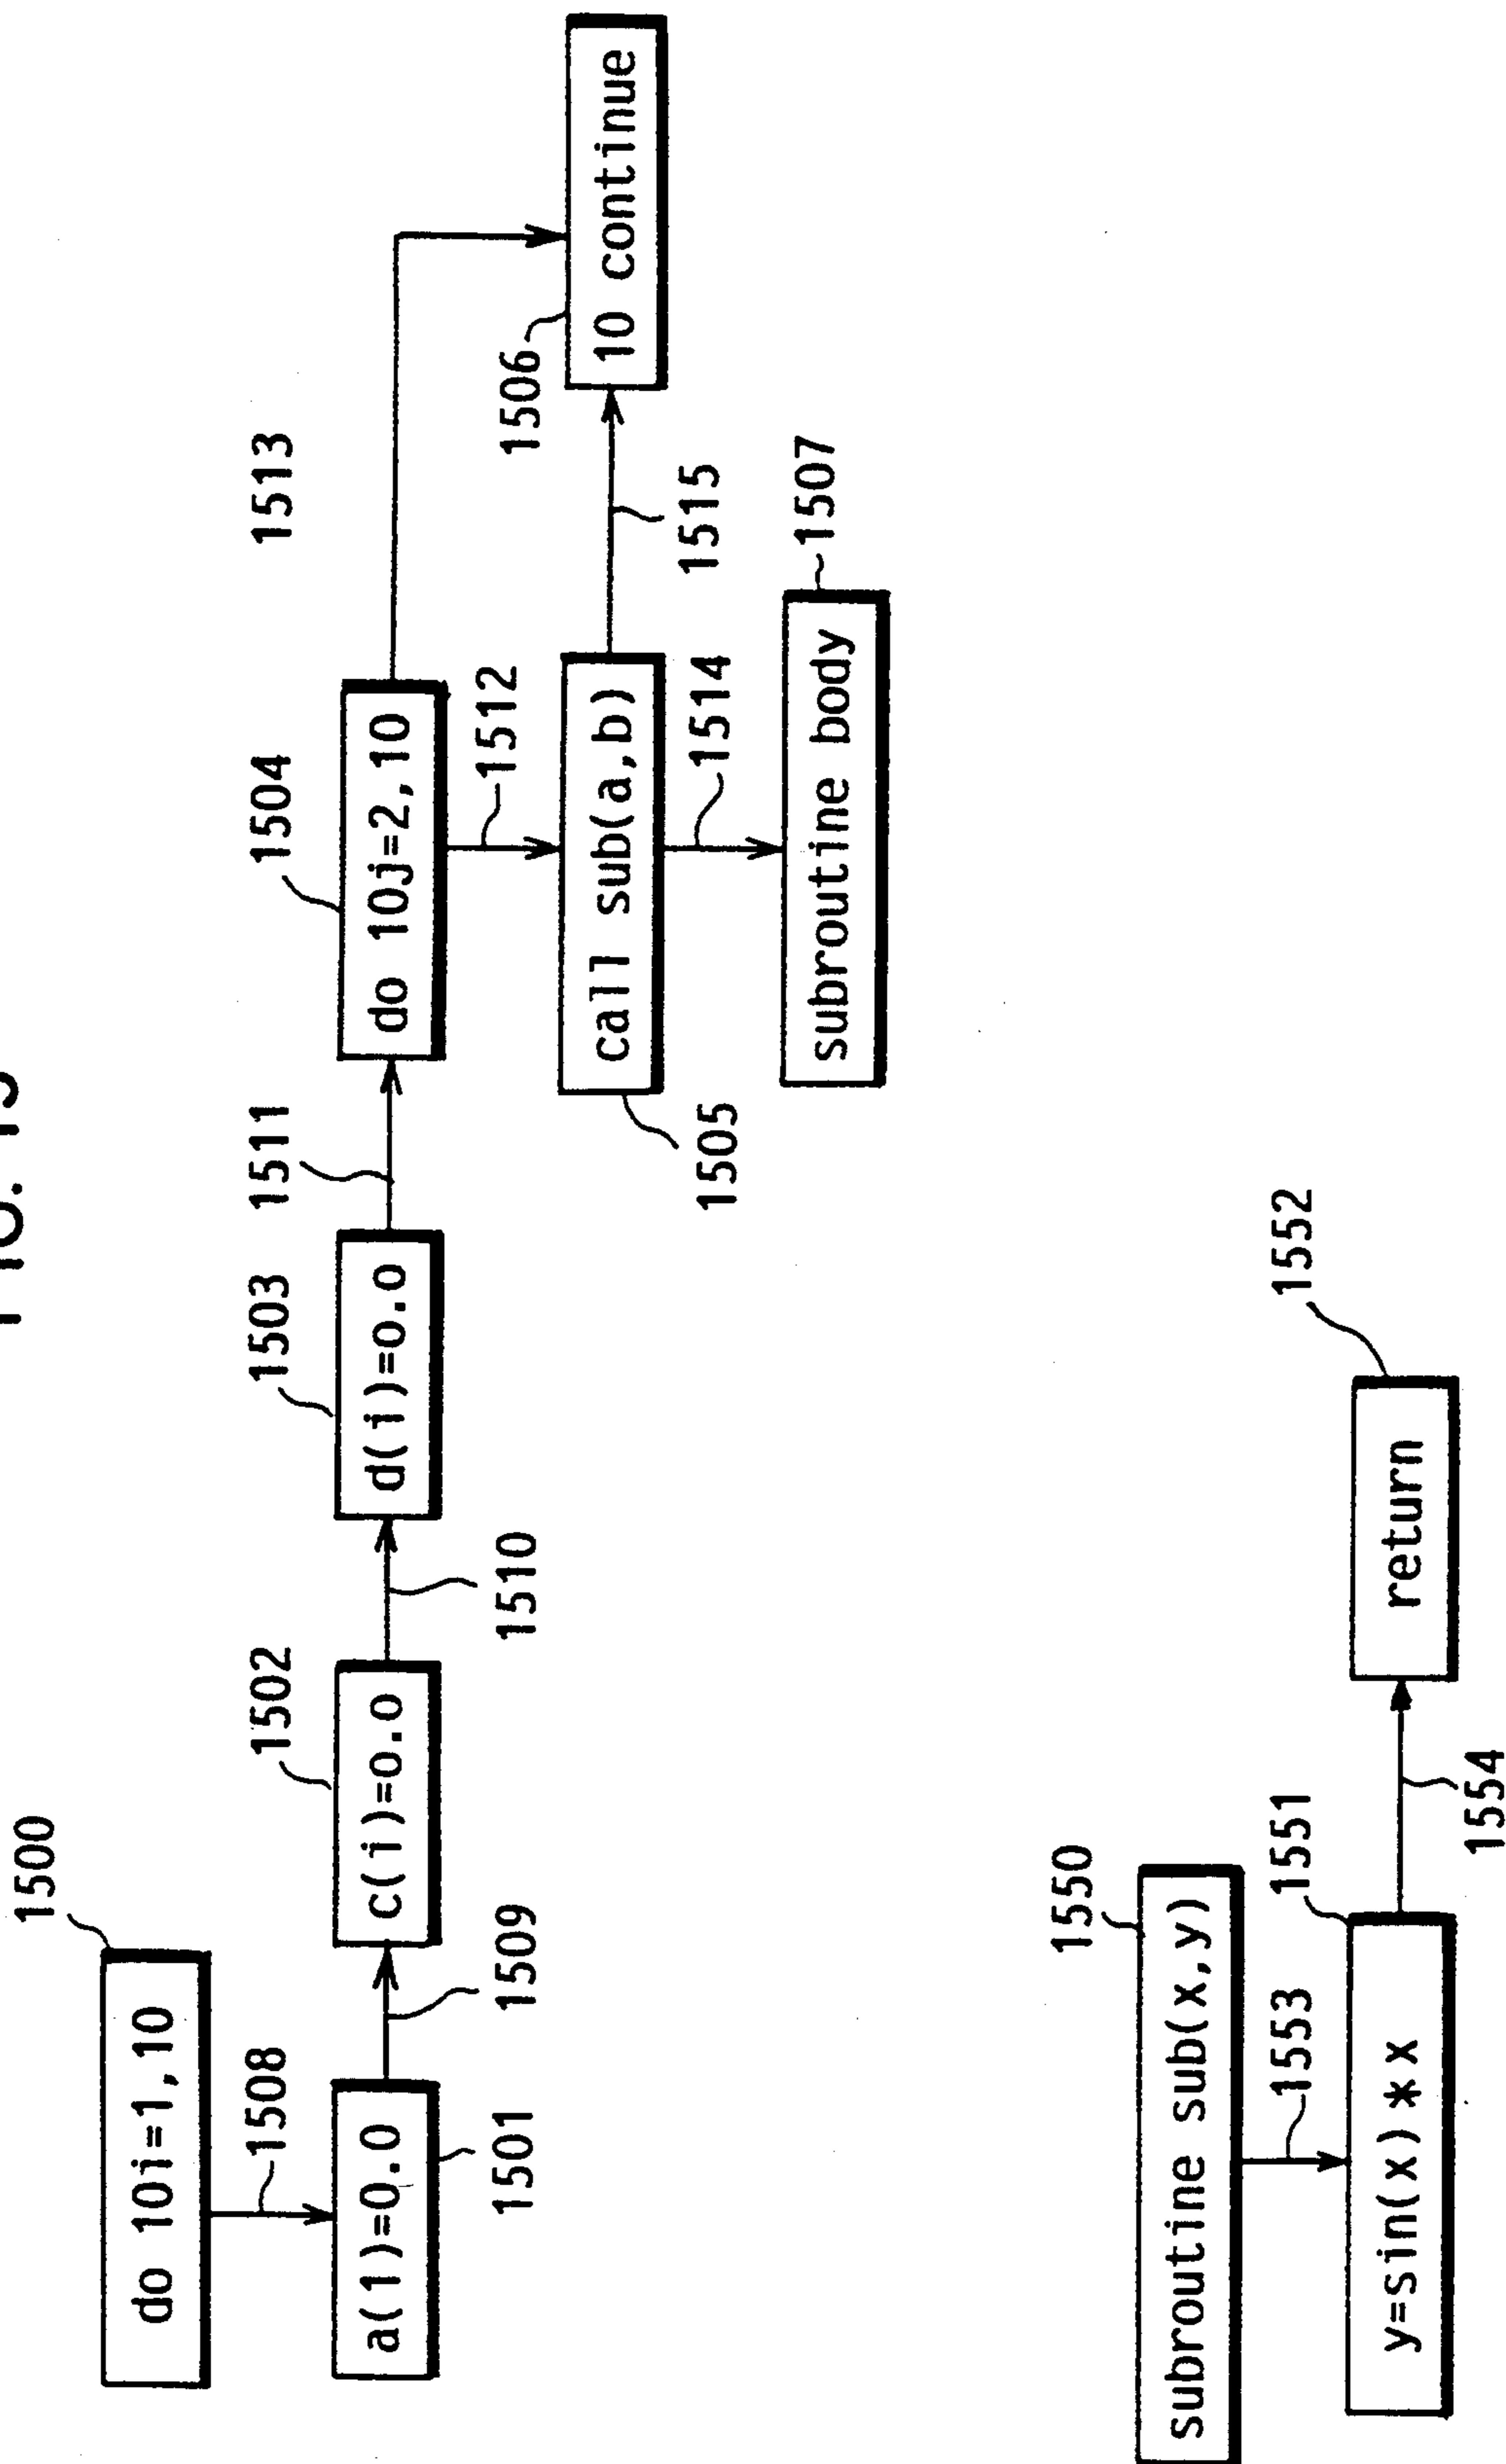 FIG. 15
1500
do 10i=1,10
1508
1502
1503
1511
1504
1513
a(1)=0.0
c(i)=0.0
d(i)=0.0
do 10j=2,10
1501
1509
1510
1512
1506
call sub(a,b)
10 continue
1505
1514
1515
subroutine body
1507
1550
subroutine sub(x,y)
1553
1551
1552
y=sin(x)*x
return
1554